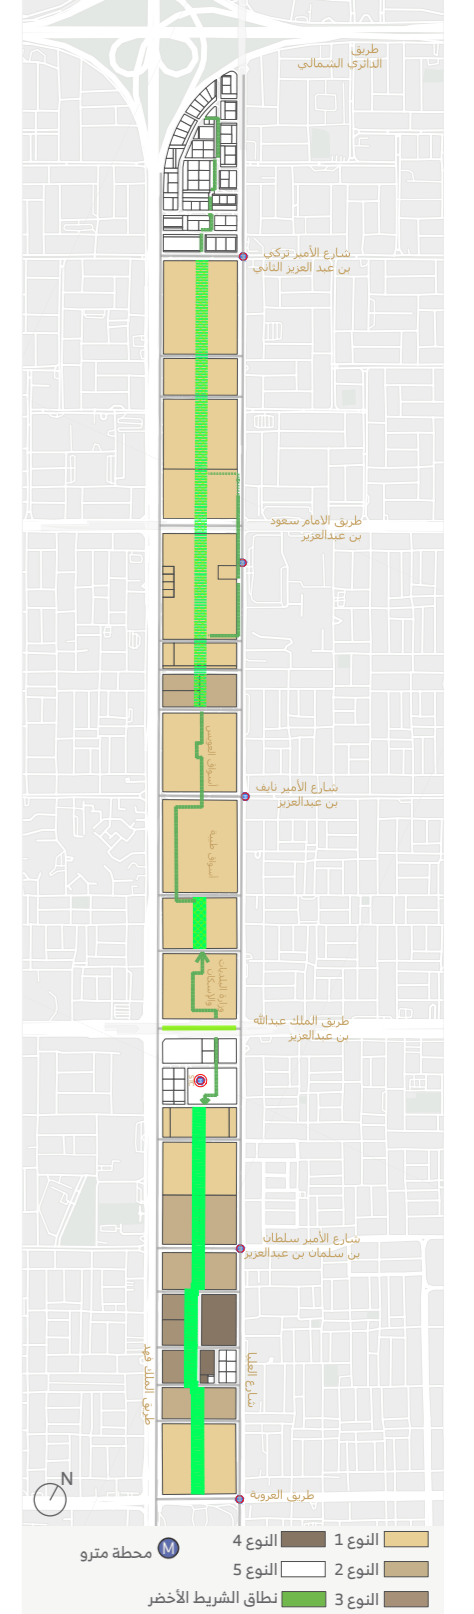 طريق
الدائري الشمالي
شارع الأمير تركي
بن عبد العزيز الثاني
طريق الامام سعود
بن عبدالعزيز
أسواق العويس
شارع الأمير نايف
بن عبدالعزيز
أسواق طيبة
وزارة البلديات
والإسكان
طريق الملك عبدالله
بن عبدالعزيز
شارع الأمير سلطان
بن سلمان بن عبدالعزيز
طريق الملك فهد
شارع العليا
طريق العروبة
N
النوع 1
النوع 4
M محطة مترو
النوع 2
النوع 5
النوع 3
نطاق الشريط الأخضر